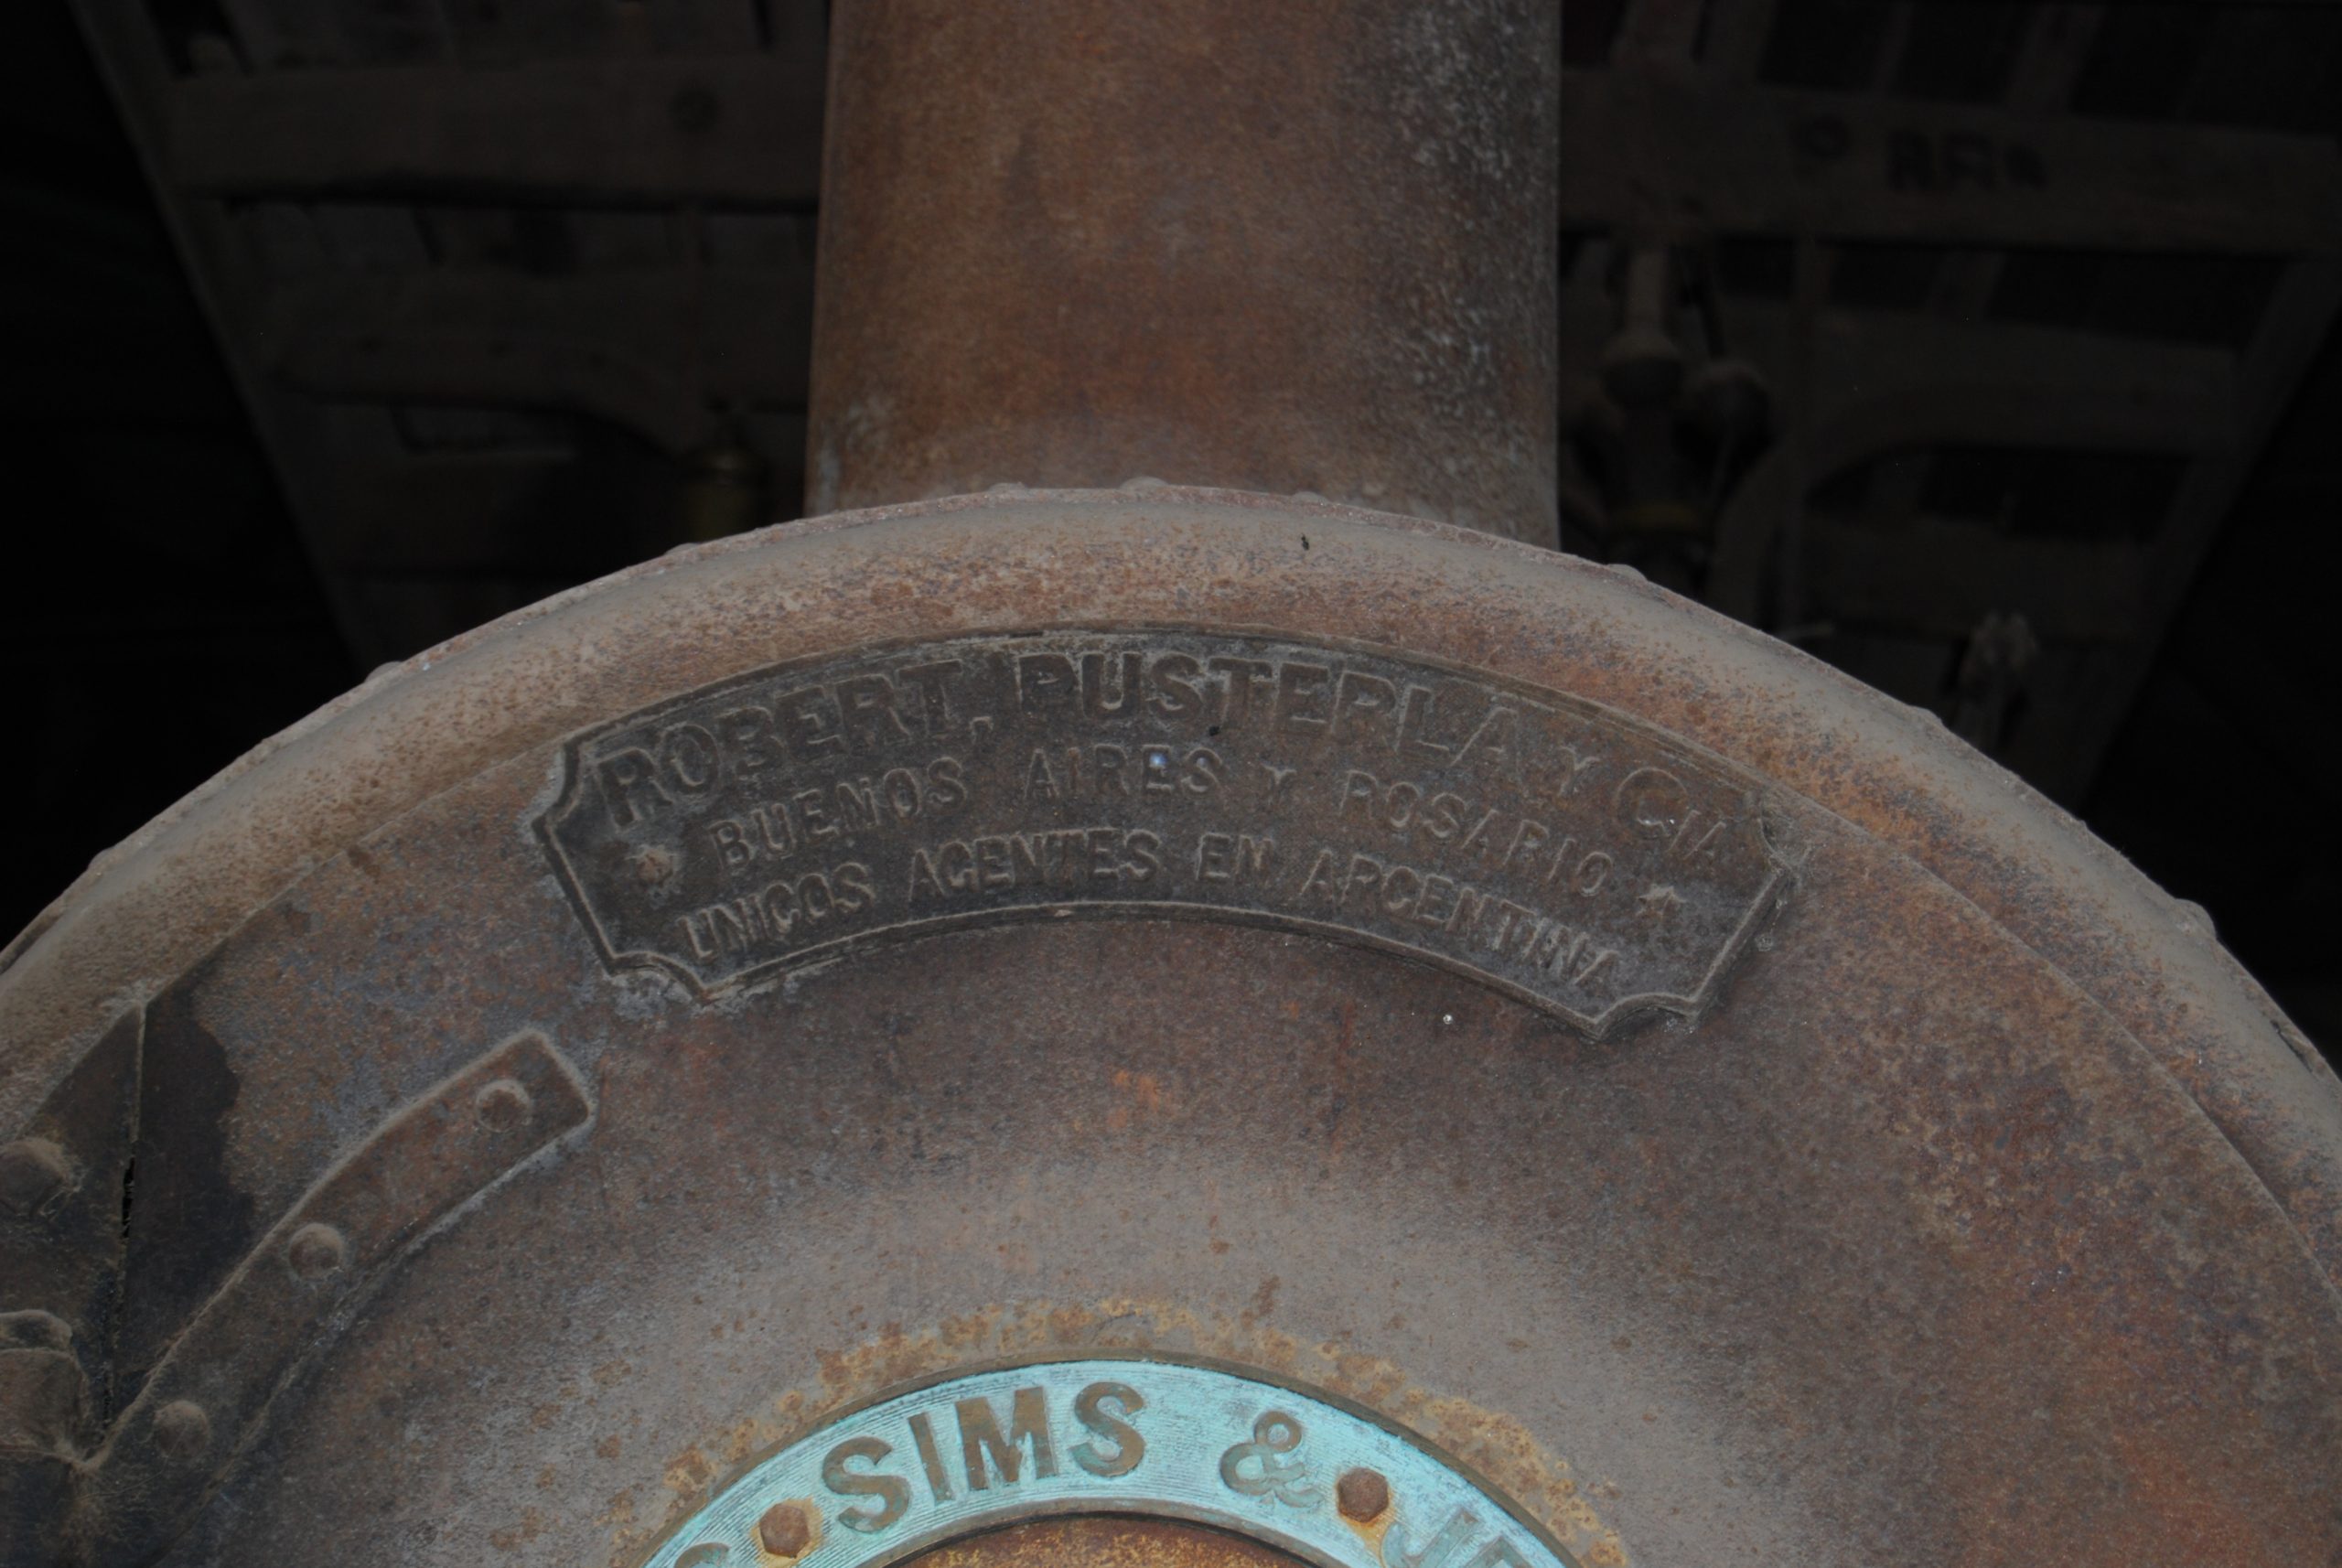 ROBERT, PUSTERLA Y CIA
BUENOS AIRES Y ROSARIO
UNICOS AGENTES EN ARGENTINA
SIMS &